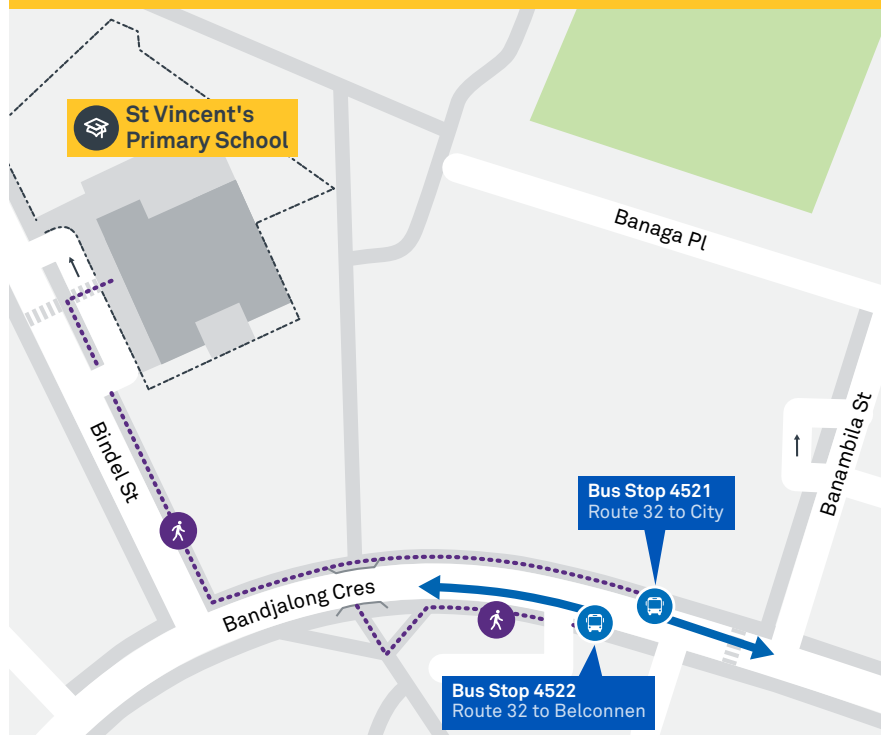 St Vincent's
Primary School
Banaga Pl
Bindel St
Banambila St
Bus Stop 4521
Route 32 to City
Bandjalong Cres
Bus Stop 4522
Route 32 to Belconnen